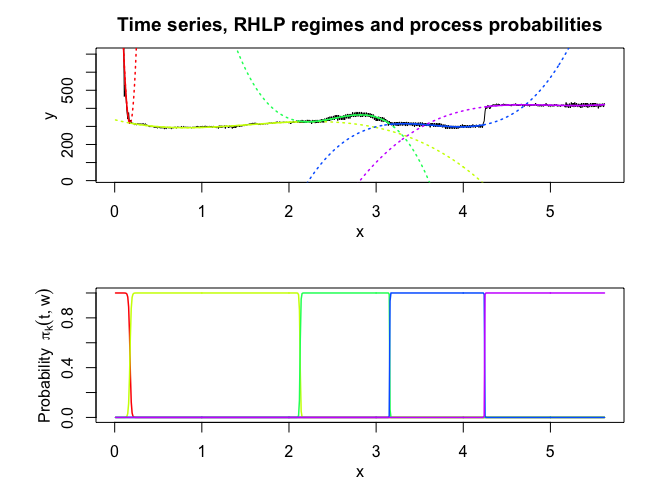 Time series, RHLP regimes and process probabilities
y
0 200 500
0 1 2 3 4 5
x
Probability πk(t, w)
0.0 0.4 0.8
0 1 2 3 4 5
x